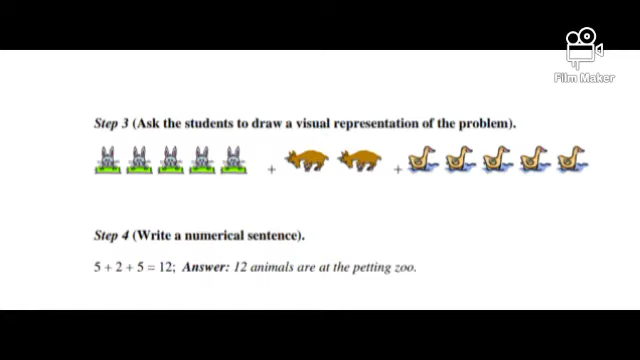 Film Maker
Step 3 (Ask the students to draw a visual representation of the problem).
+ +
Step 4 (Write a numerical sentence).
5 + 2 + 5 = 12; Answer: 12 animals are at the petting zoo.